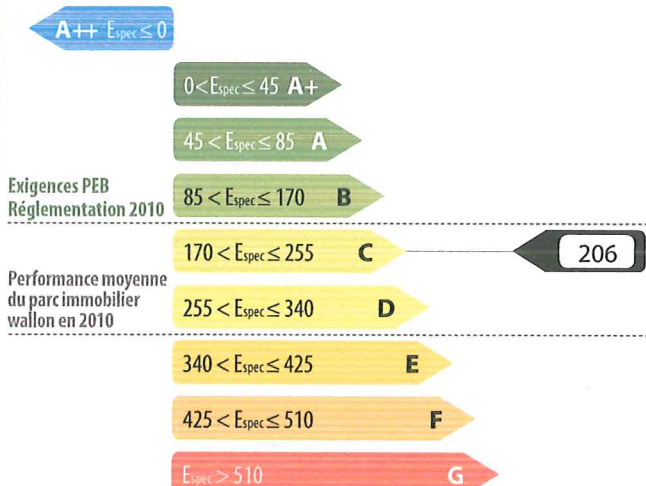 A++ Espec ≤ 0
0 < Espec ≤ 45 A+
45 < Espec ≤ 85 A
Exigences PEB
Réglementation 2010
85 < Espec ≤ 170 B
170 < Espec ≤ 255 C
206
Performance moyenne
du parc immobilier
wallon en 2010
255 < Espec ≤ 340 D
340 < Espec ≤ 425 E
425 < Espec ≤ 510 F
Espec > 510 G